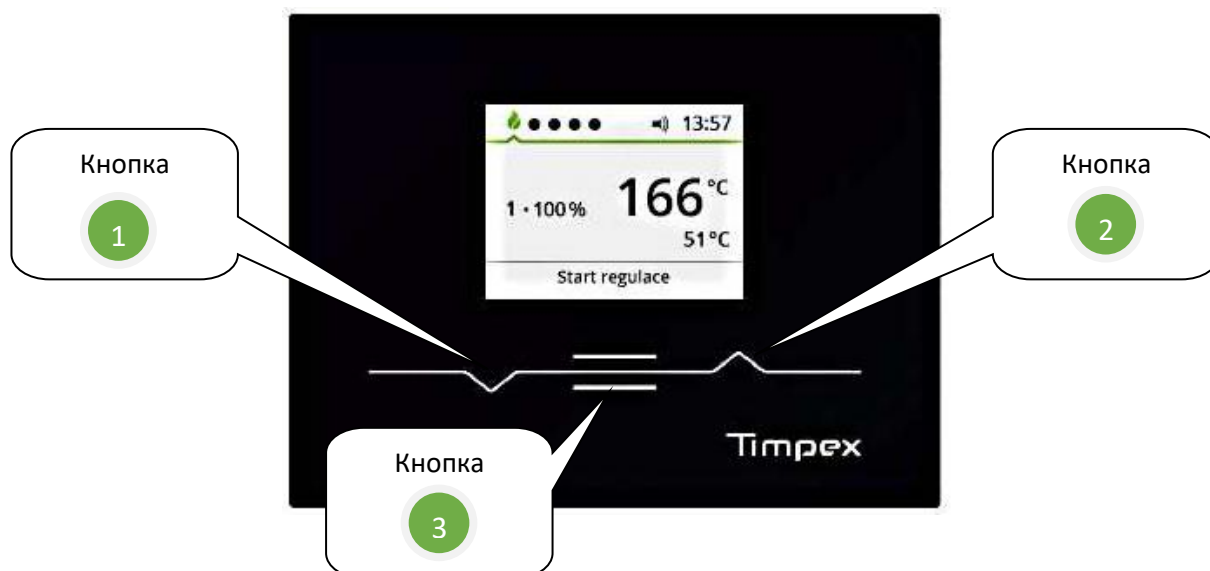 13:57
Кнопка
1
Кнопка
2
1 · 100% 166 °C
51°C
Start regulace
Timpex
Кнопка
3